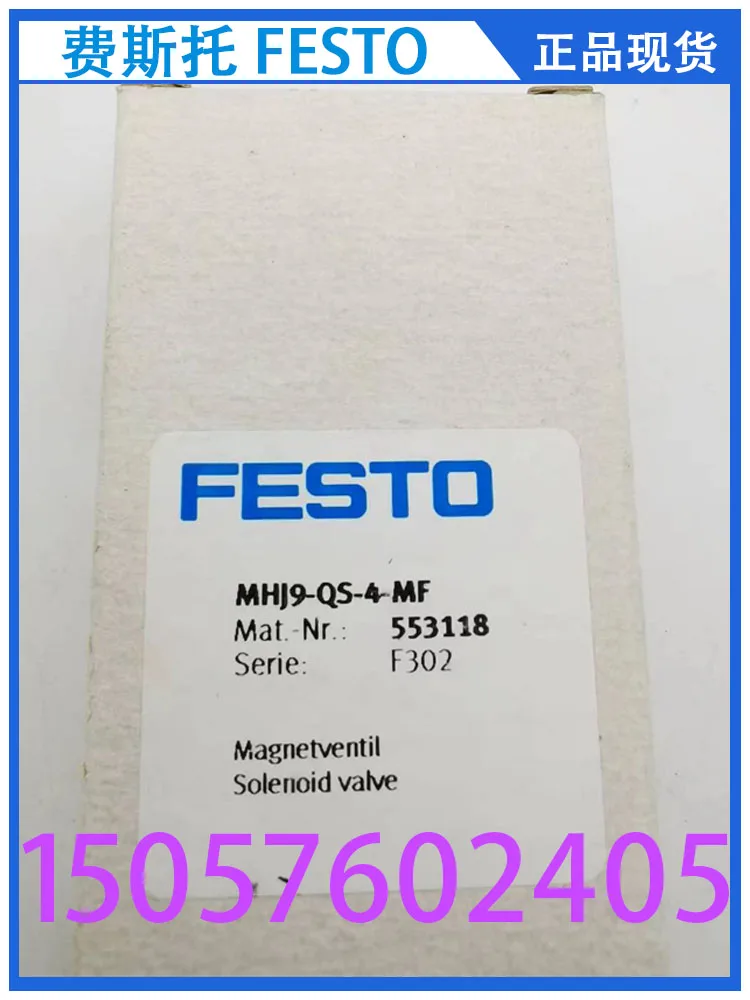 费斯托 FESTO
正品现货
FESTO
MHJ9-QS-4-MF
Mat.-Nr.: 553118
Serie: F302
Magnetventil
Solenoid valve
15057602405